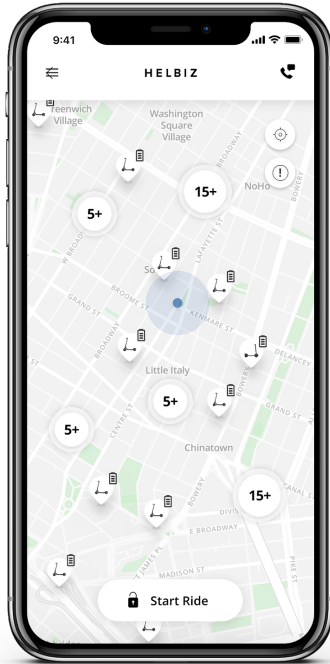 9:41
HELBIZ
reenwich
Village
Washington
Square
Village
BROADWAY
BOWERY
15+
NoHo
5+
W BROAD
LAFAYETTE ST
So
BROOME ST
GRAND ST
KENMARE ST
BROADWAY
DELANCEY
ST
Little Italy
BOWERY
5+
GRAND ST
CENTRE ST
5+
Chinatown
BOWERY
15+
CANAL S
DIVIS
E BROADWAY
ST JAMES PL
PIKE ST
MADISON ST
Start Ride